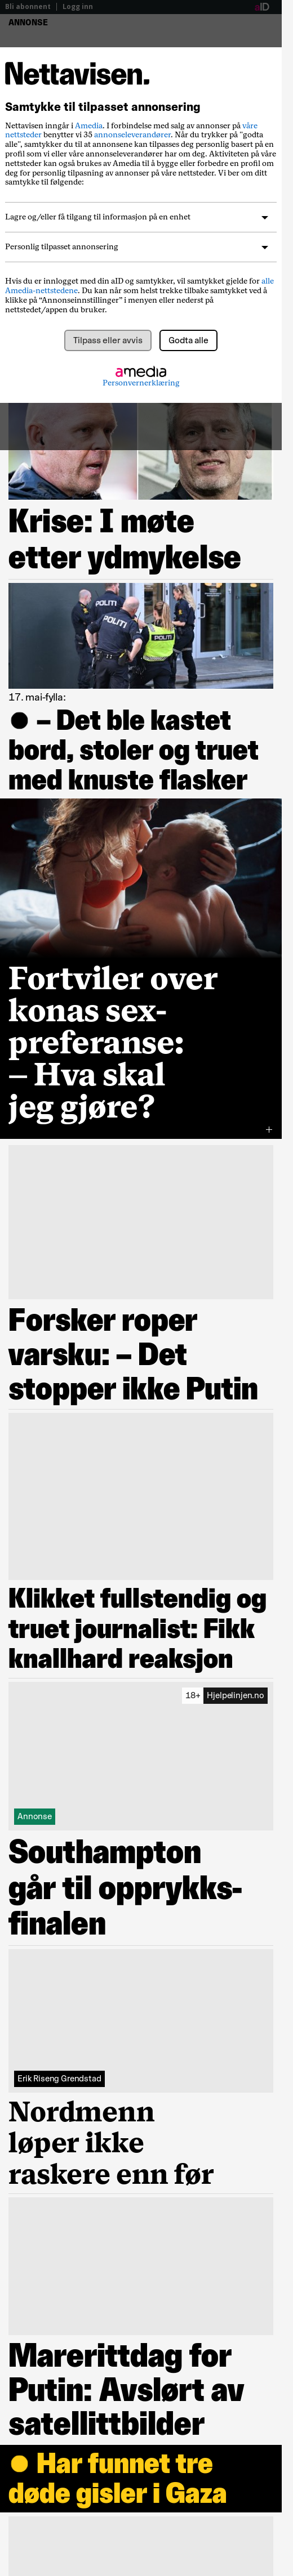 Bli abonnent | Logg inn aID
ANNONSE
Nettavisen.
Samtykke til tilpasset annonsering
Nettavisen inngår i Amedia. I forbindelse med salg av annonser på våre
nettsteder benytter vi 35 annonseleverandører. Når du trykker på "godta
alle", samtykker du til at annonsene kan tilpasses deg personlig basert på en
profil som vi eller våre annonseleverandører har om deg. Aktivitetene på våre
nettsteder kan også brukes av Amedia til å bygge eller forbedre en profil om
deg for personlig tilpasning av annonser på våre nettsteder. Vi ber om ditt
samtykke til følgende:
Lagre og/eller få tilgang til informasjon på en enhet
Personlig tilpasset annonsering
Hvis du er innlogget med din aID og samtykker, vil samtykket gjelde for alle
Amedia-nettstedene. Du kan når som helst trekke tilbake samtykket ved å
klikke på “Annonseinnstillinger” i menyen eller nederst på
nettstedet/appen du bruker.
Tilpass eller avvis Godta alle
amedia
Personvernerklæring
Krise: I møte
etter ydmykelse
17. mai-fylla:
● – Det ble kastet
bord, stoler og truet
med knuste flasker
Fortviler over
konas sex-
preferanse:
– Hva skal
jeg gjøre?
+
Forsker roper
varsku: – Det
stopper ikke Putin
Klikket fullstendig og
truet journalist: Fikk
knallhard reaksjon
18+ Hjelpelinjen.no
Annonse
Southampton
går til opprykks-
finalen
Erik Riseng Grendstad
Nordmenn
løper ikke
raskere enn før
Marerittdag for
Putin: Avslørt av
satellittbilder
● Har funnet tre
døde gisler i Gaza